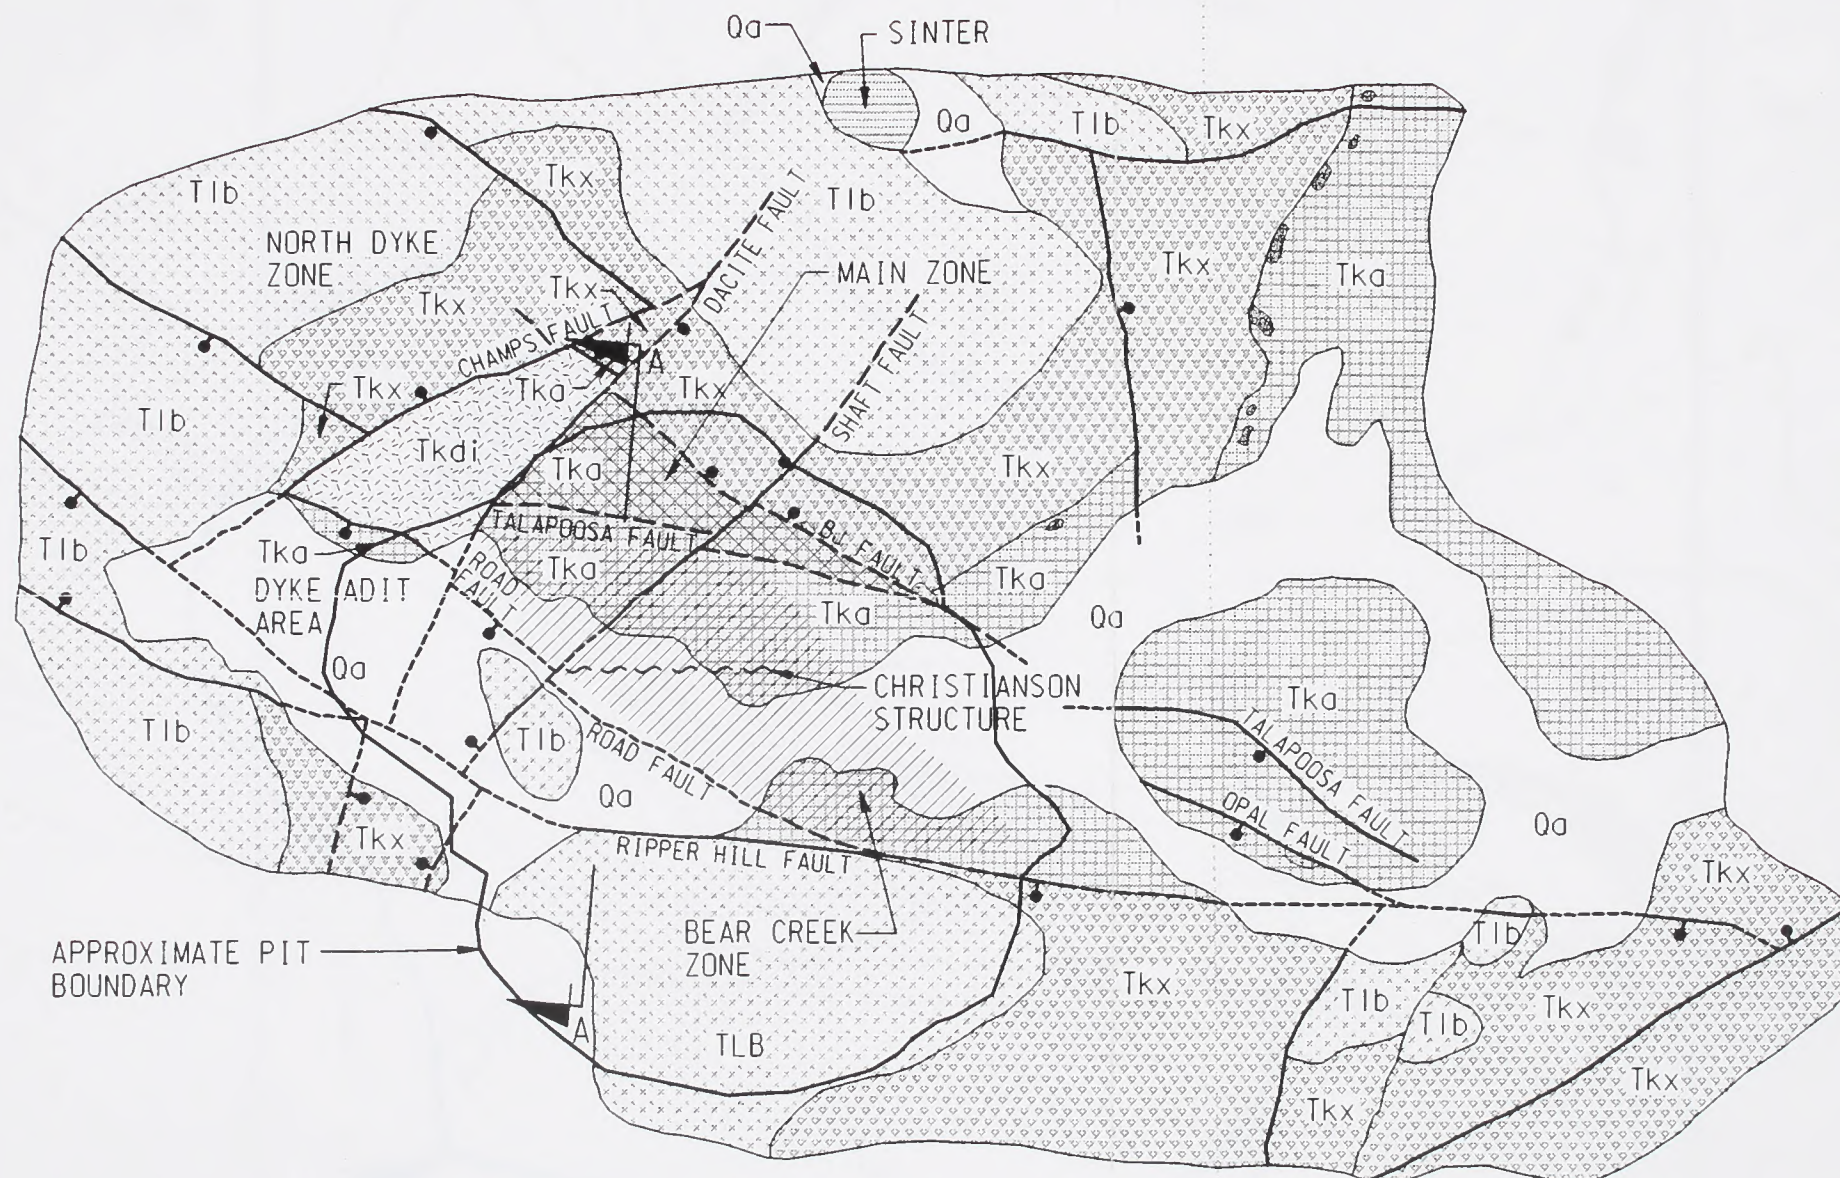 Qa
SINTER
Qa
Tlb
Tkx
Tkx
Tlb
Tlb
NORTH DYKE
ZONE
DACITE FAULT
MAIN ZONE
Tkx
Tka
Tkx
Tkx
CHAMPS FAULT
A
SHAFT FAULT
Tkx
Tka
Tkx
Tlb
Tkdi
Tka
Tkx
TALAPOOSA FAULT
BJ FAULT
Tlb
Tka
ROAD
FAULT
Tka
Tka
Tka
DYKE ADIT
AREA
Qa
Qa
CHRISTIANSON
STRUCTURE
Tka
Tlb
Tlb
ROAD FAULT
TALAPOOSA FAULT
Qa
OPAL FAULT
Qa
Tkx
RIPPER HILL FAULT
Tkx
APPROXIMATE PIT
BOUNDARY
BEAR CREEK
ZONE
Tlb
Tkx
Tlb
Tlb
Tkx
A
TLB
Tkx
Tkx